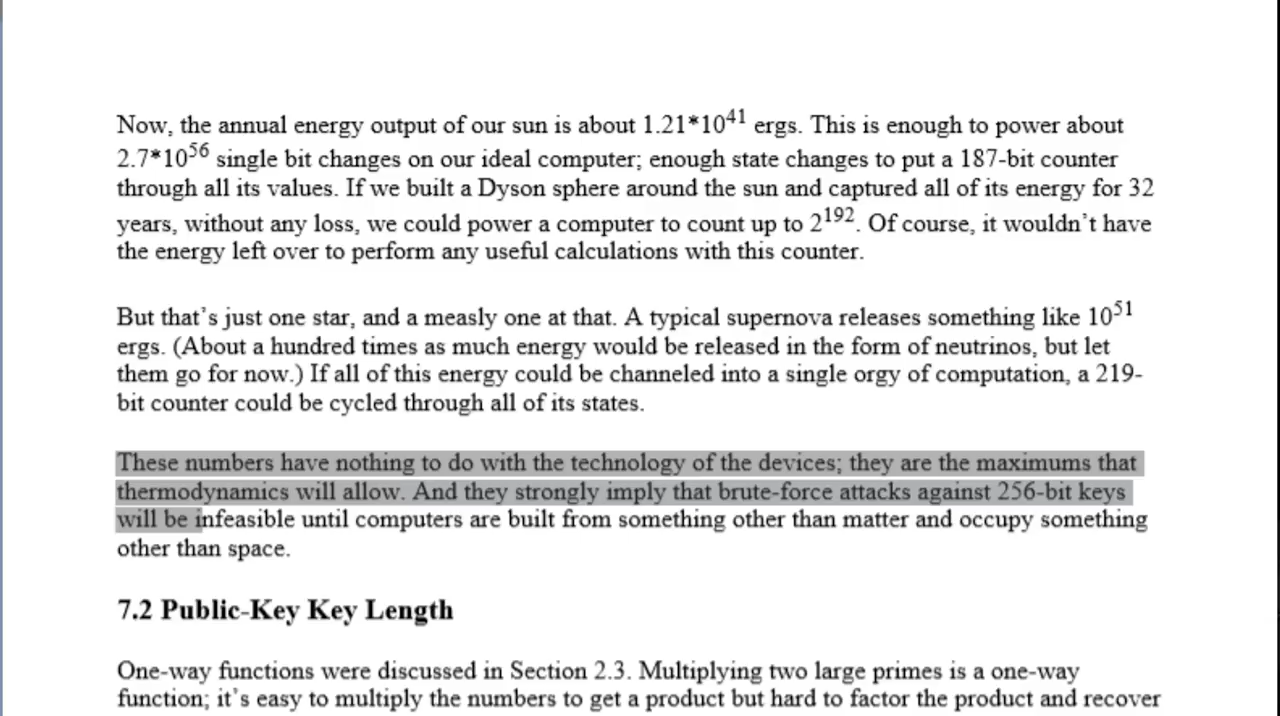 Now, the annual energy output of our sun is about 1.21*10^41 ergs. This is enough to power about
2.7*10^56 single bit changes on our ideal computer; enough state changes to put a 187-bit counter
through all its values. If we built a Dyson sphere around the sun and captured all of its energy for 32
years, without any loss, we could power a computer to count up to 2^192. Of course, it wouldn't have
the energy left over to perform any useful calculations with this counter.
But that's just one star, and a measly one at that. A typical supernova releases something like 10^51
ergs. (About a hundred times as much energy would be released in the form of neutrinos, but let
them go for now.) If all of this energy could be channeled into a single orgy of computation, a 219-
bit counter could be cycled through all of its states.
These numbers have nothing to do with the technology of the devices; they are the maximums that
thermodynamics will allow. And they strongly imply that brute-force attacks against 256-bit keys
will be infeasible until computers are built from something other than matter and occupy something
other than space.
7.2 Public-Key Key Length
One-way functions were discussed in Section 2.3. Multiplying two large primes is a one-way
function; it's easy to multiply the numbers to get a product but hard to factor the product and recover